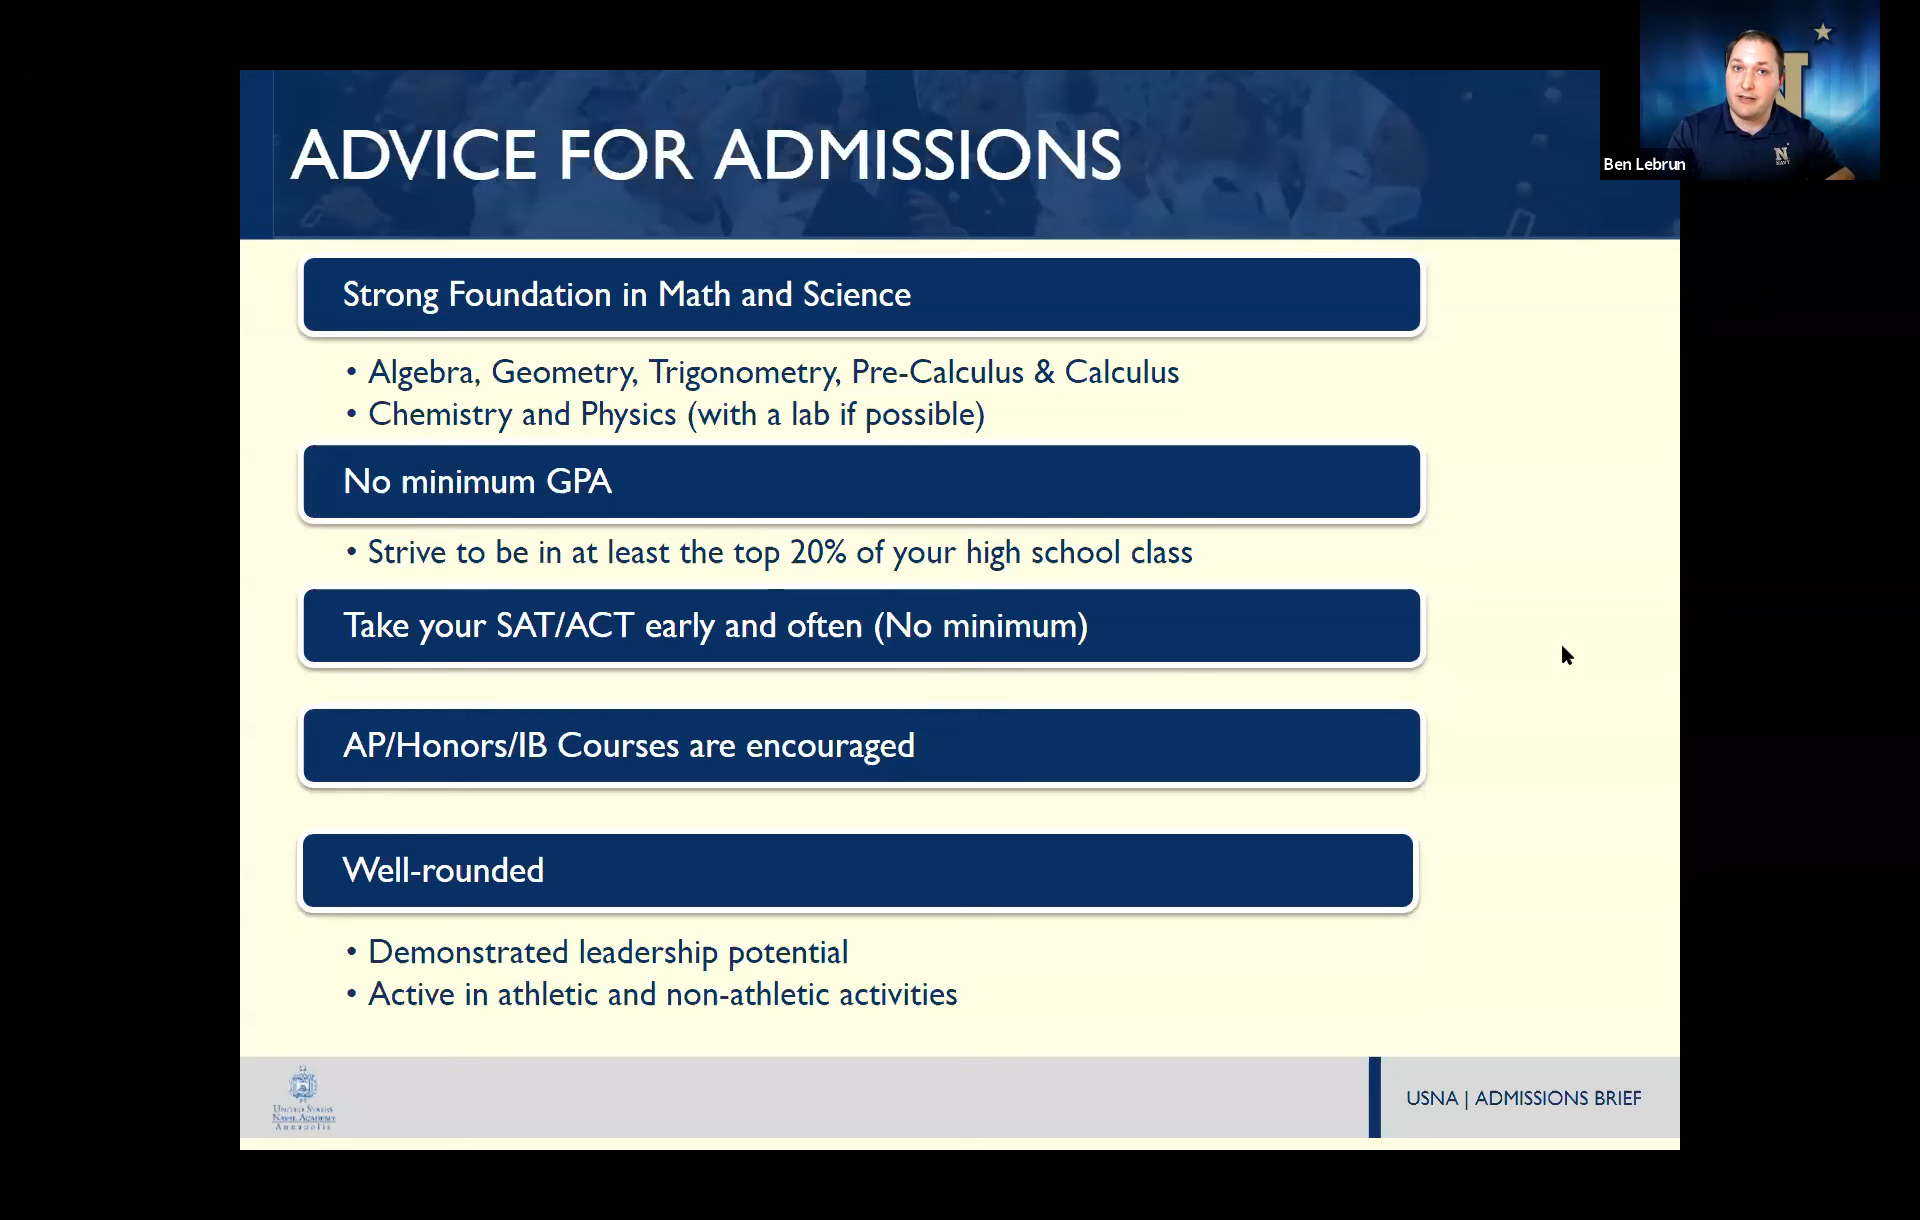 ADVICE FOR ADMISSIONS
Ben Lebrun
N
NAVY
Strong Foundation in Math and Science
• Algebra, Geometry, Trigonometry, Pre-Calculus & Calculus
• Chemistry and Physics (with a lab if possible)
No minimum GPA
• Strive to be in at least the top 20% of your high school class
Take your SAT/ACT early and often (No minimum)
AP/Honors/IB Courses are encouraged
Well-rounded
• Demonstrated leadership potential
• Active in athletic and non-athletic activities
UNITED STATES
NAVAL ACADEMY
Annapolis
USNA | ADMISSIONS BRIEF